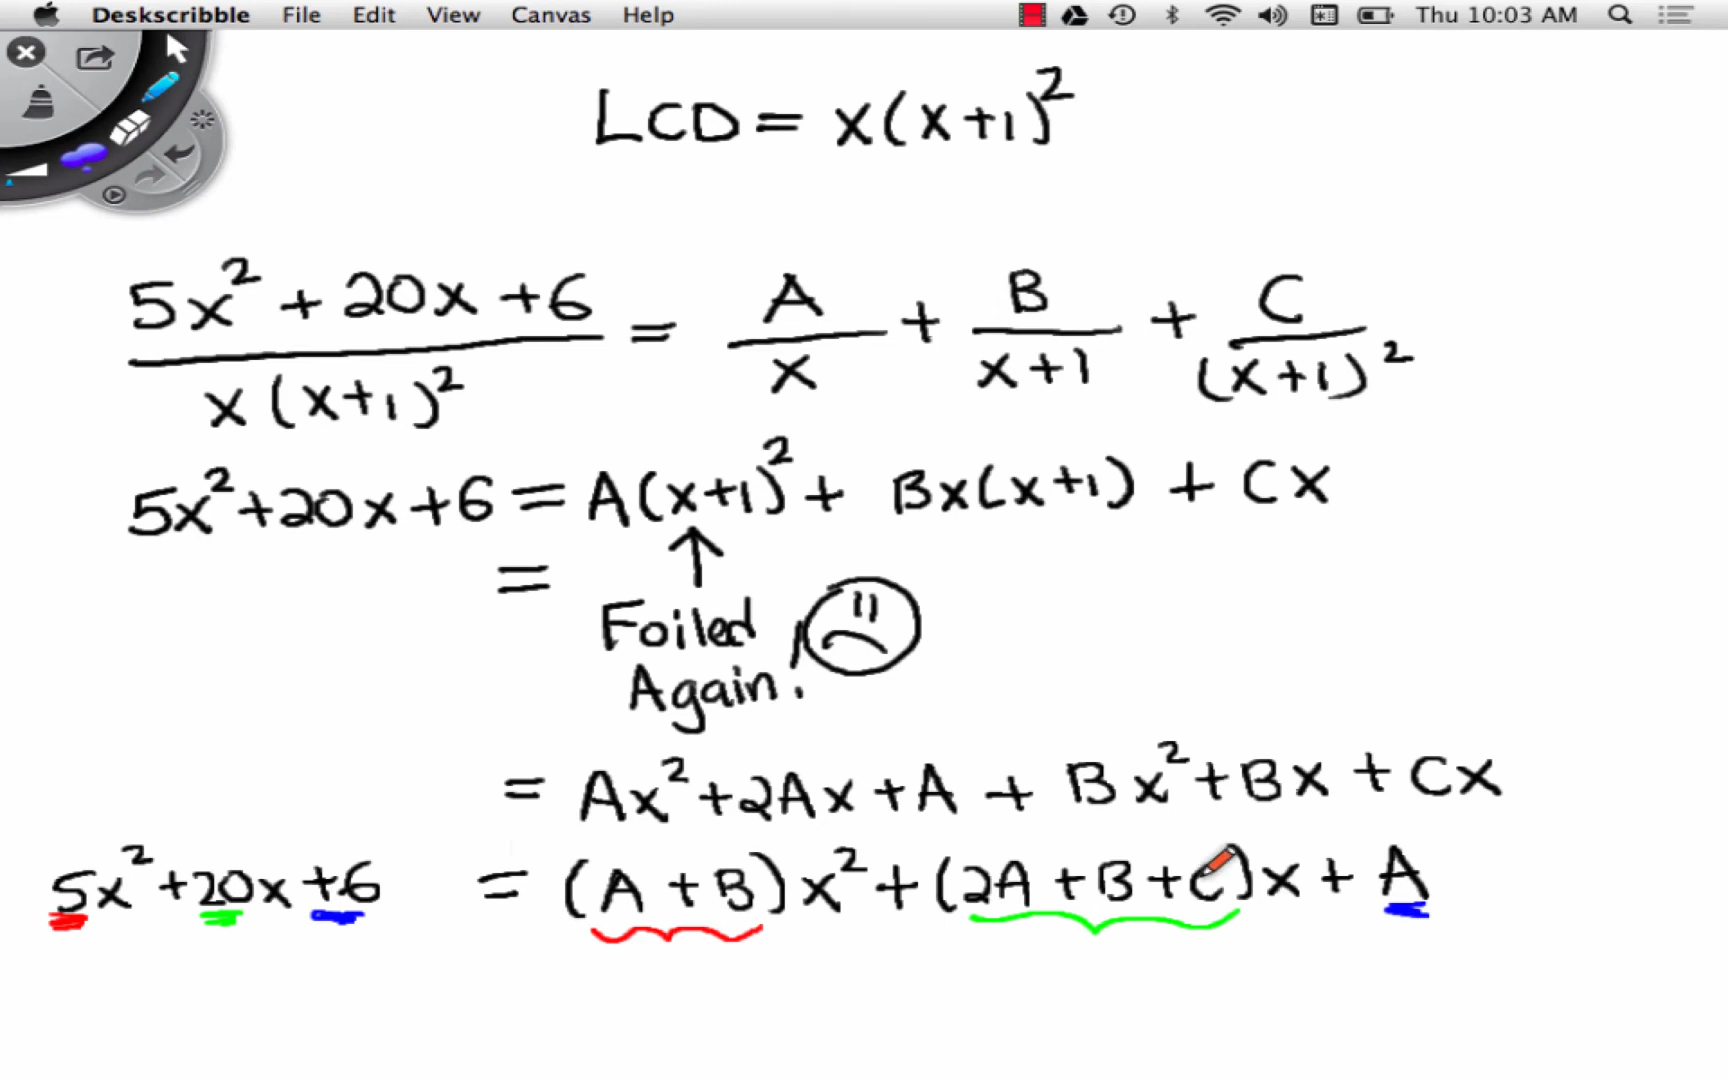 Deskscribble File Edit View Canvas Help Thu 10:03 AM
LCD = x(x+1)²
5x² + 20x + 6 = A + B + C
x(x+1)² x x+1 (x+1)²
5x²+20x+6 = A(x+1)² + Bx(x+1) + Cx
=
↑
Foiled
Again!
= Ax²+2Ax+A + Bx²+Bx+Cx
5x²+20x+6 = (A+B)x²+(2A+B+C)x+A